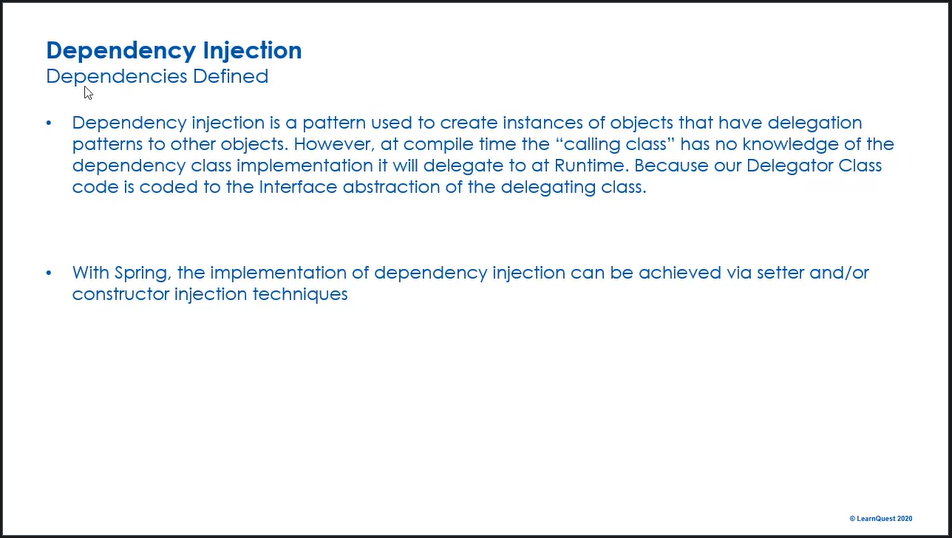 Dependency Injection
Dependencies Defined
• Dependency injection is a pattern used to create instances of objects that have delegation
patterns to other objects. However, at compile time the “calling class” has no knowledge of the
dependency class implementation it will delegate to at Runtime. Because our Delegator Class
code is coded to the Interface abstraction of the delegating class.
• With Spring, the implementation of dependency injection can be achieved via setter and/or
constructor injection techniques
© LearnQuest 2020